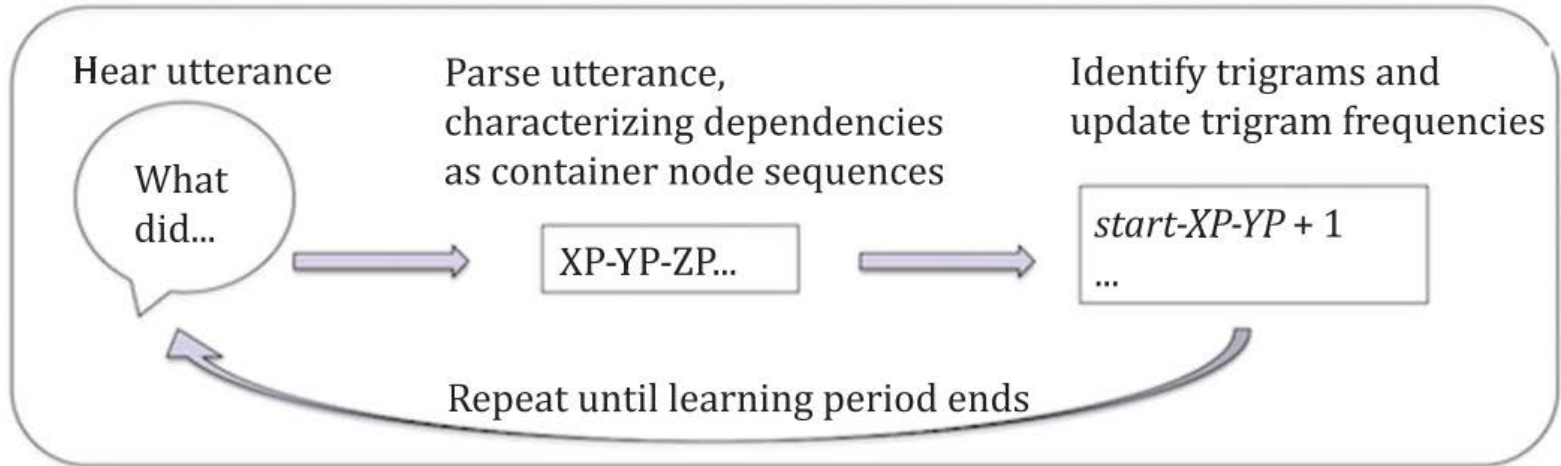 Hear utterance
What
did...
Parse utterance,
characterizing dependencies
as container node sequences
XP-YP-ZP...
Identify trigrams and
update trigram frequencies
start-XP-YP + 1
...
Repeat until learning period ends